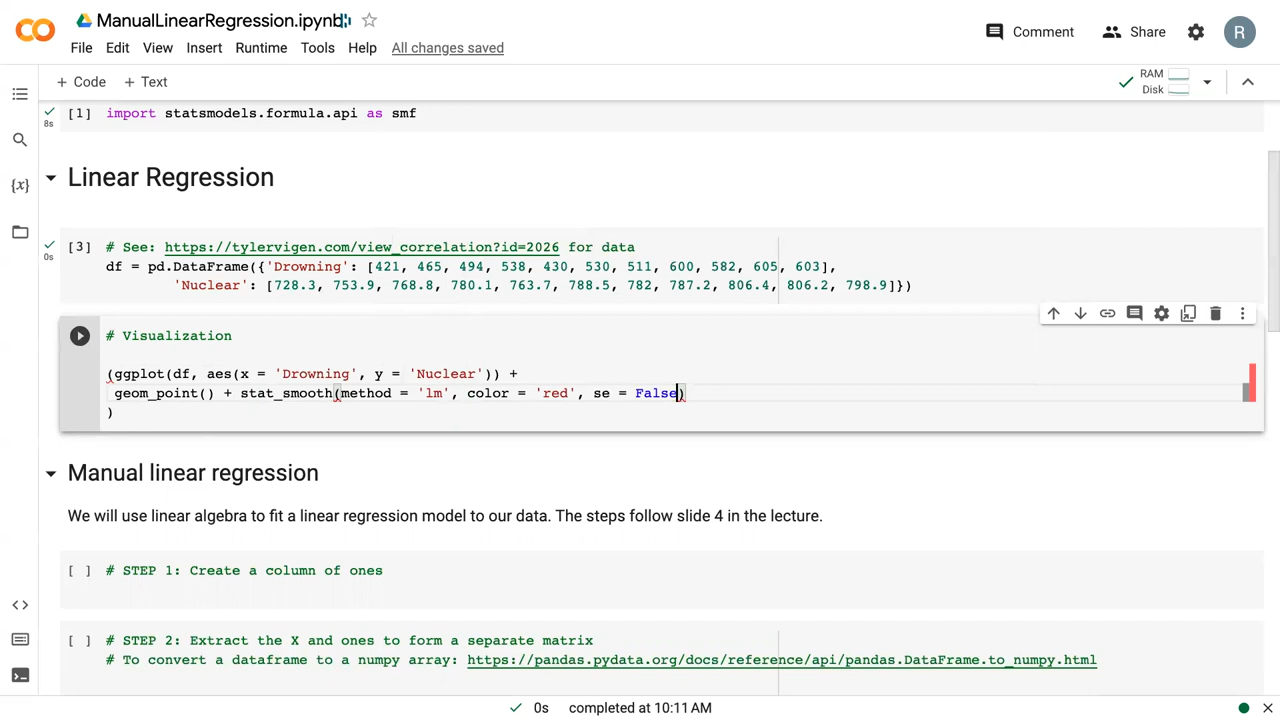 ManualLinearRegression.ipynb
File Edit View Insert Runtime Tools Help All changes saved
Comment Share R
+ Code + Text
RAM
Disk
[1] import statsmodels.formula.api as smf
8s
Linear Regression
{x}
[3] # See: https://tylervigen.com/view_correlation?id=2026 for data
0s
df = pd.DataFrame({'Drowning': [421, 465, 494, 538, 430, 530, 511, 600, 582, 605, 603],
'Nuclear': [728.3, 753.9, 768.8, 780.1, 763.7, 788.5, 782, 787.2, 806.4, 806.2, 798.9]})
# Visualization
(ggplot(df, aes(x = 'Drowning', y = 'Nuclear')) +
geom_point() + stat_smooth(method = 'lm', color = 'red', se = False)
)
Manual linear regression
We will use linear algebra to fit a linear regression model to our data. The steps follow slide 4 in the lecture.
[ ] # STEP 1: Create a column of ones
[ ] # STEP 2: Extract the X and ones to form a separate matrix
# To convert a dataframe to a numpy array: https://pandas.pydata.org/docs/reference/api/pandas.DataFrame.to_numpy.html
0s completed at 10:11 AM